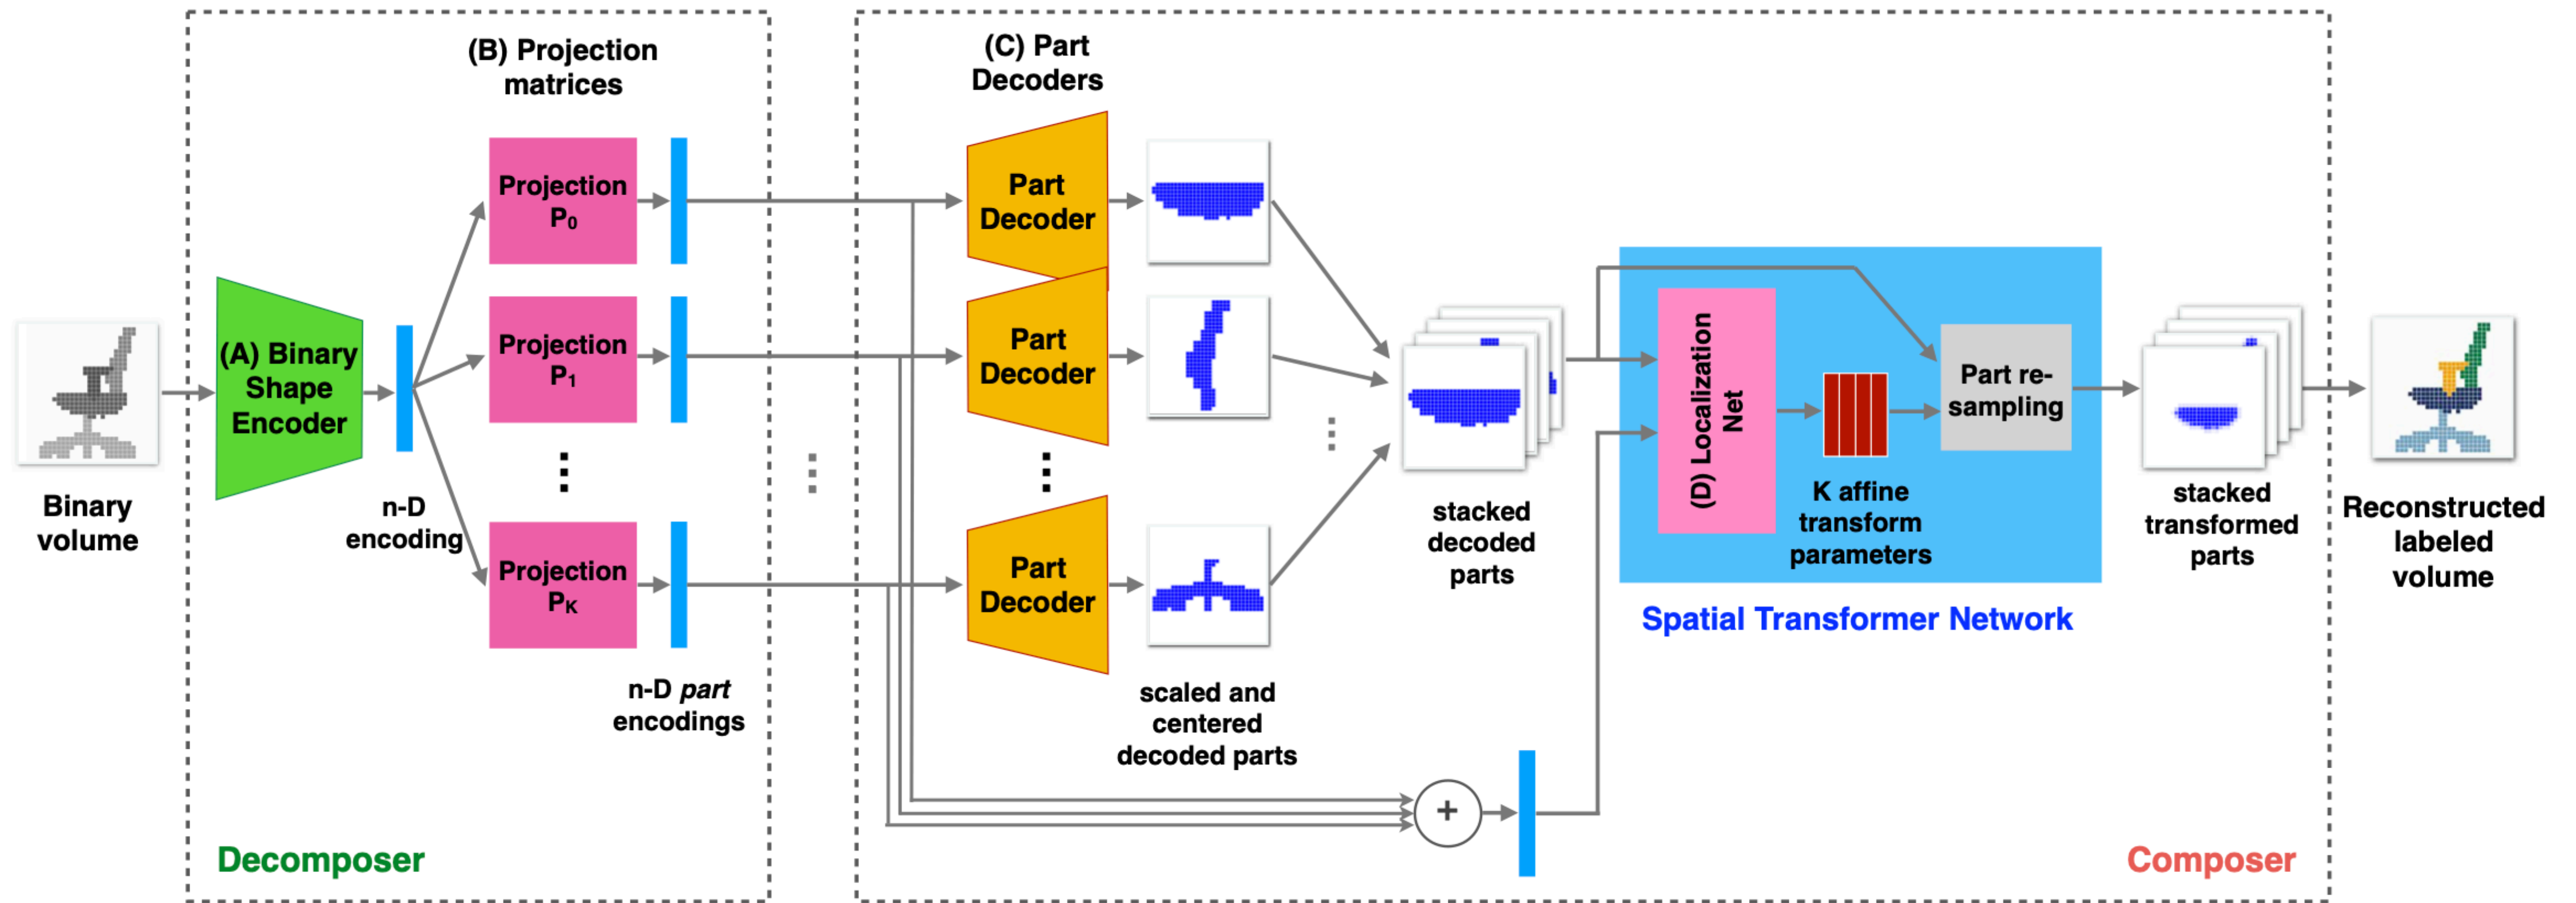 (B) Projection
matrices
(C) Part
Decoders
Projection
P0
Part
Decoder
(A) Binary
Shape
Encoder
Projection
P1
Part
Decoder
(D) Localization
Net
Part re-
sampling
Binary
volume
n-D
encoding
⋮
⋮
⋮
⋮
K affine
transform
parameters
stacked
decoded
parts
stacked
transformed
parts
Reconstructed
labeled
volume
Projection
PK
Part
Decoder
Spatial Transformer Network
n-D part
encodings
scaled and
centered
decoded parts
+
Decomposer
Composer